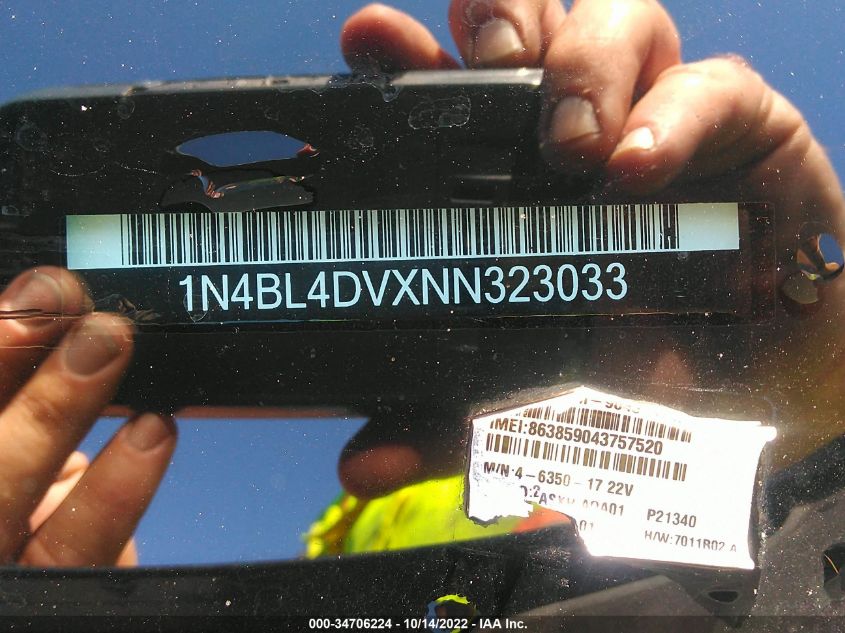 1N4BL4DVXNN323033
IMEI:863859043757520
M/N:4-6350-17 22V
P21340
H/W:7011R02 A
000-34706224 - 10/14/2022 - IAA Inc.